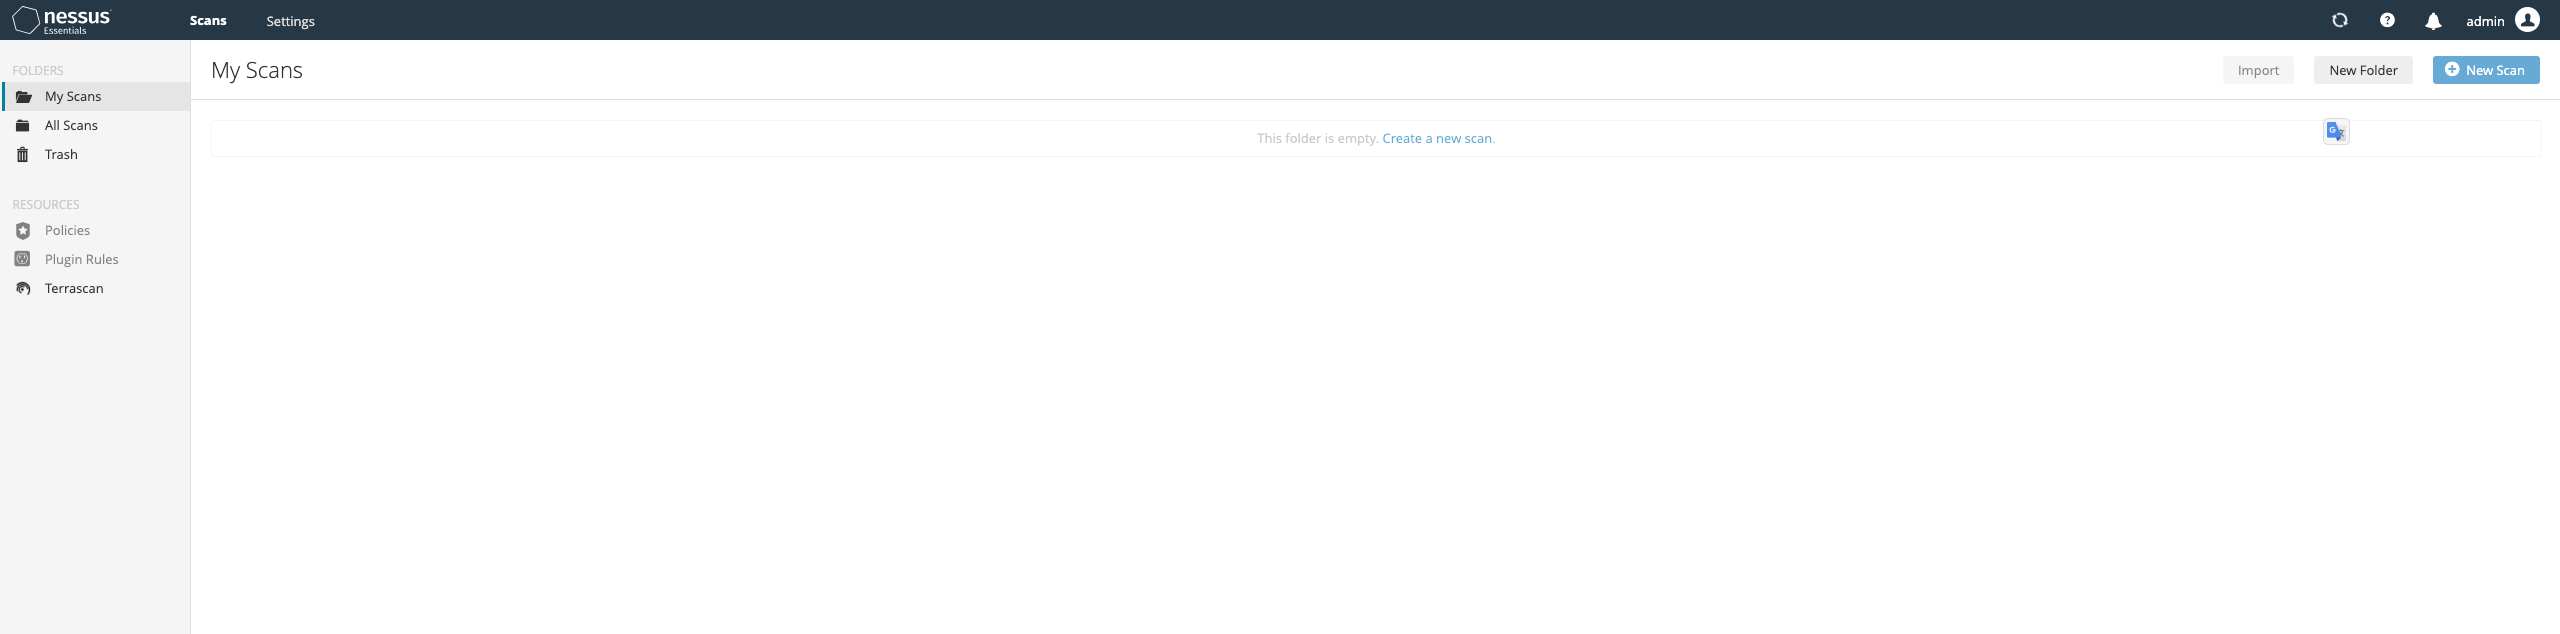 nessus
Essentials
Scans
Settings
admin
FOLDERS
My Scans
All Scans
Trash
RESOURCES
Policies
Plugin Rules
Terrascan
My Scans
Import
New Folder
New Scan
This folder is empty. Create a new scan.